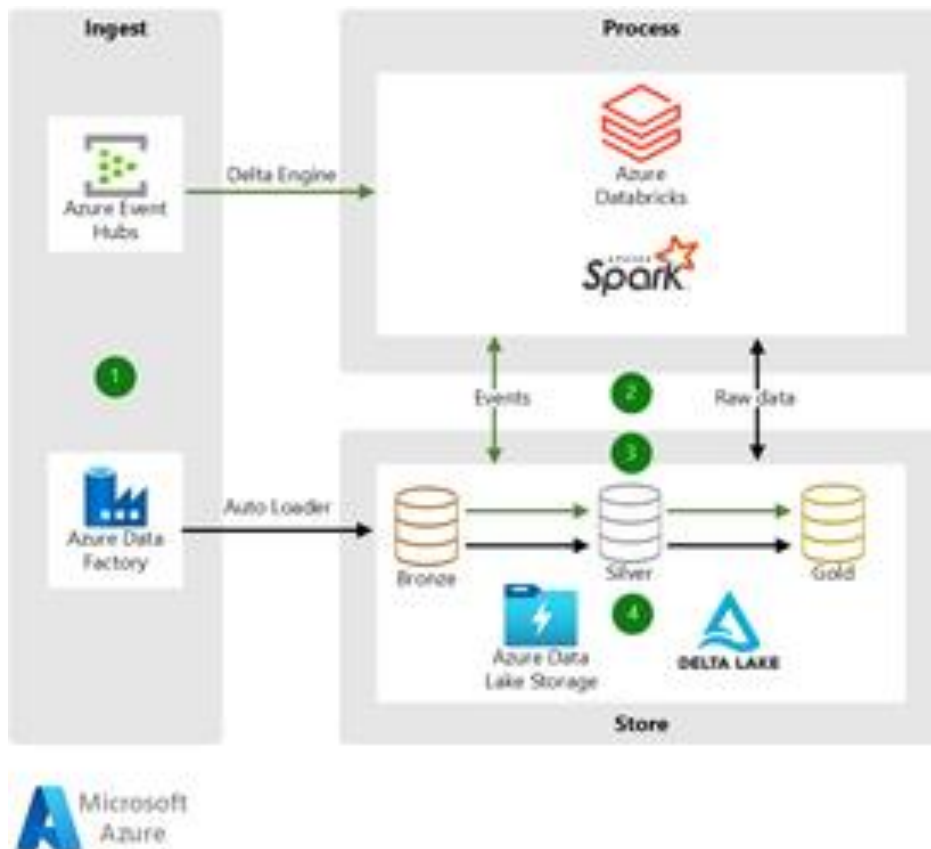 Ingest
Process
Azure Event
Hubs
Delta Engine
Azure
Databricks
APACHE
Spark
1
Events
2
Raw data
3
Azure Data
Factory
Auto Loader
Bronze
Silver
Gold
4
Azure Data
Lake Storage
DELTA LAKE
Store
Microsoft
Azure